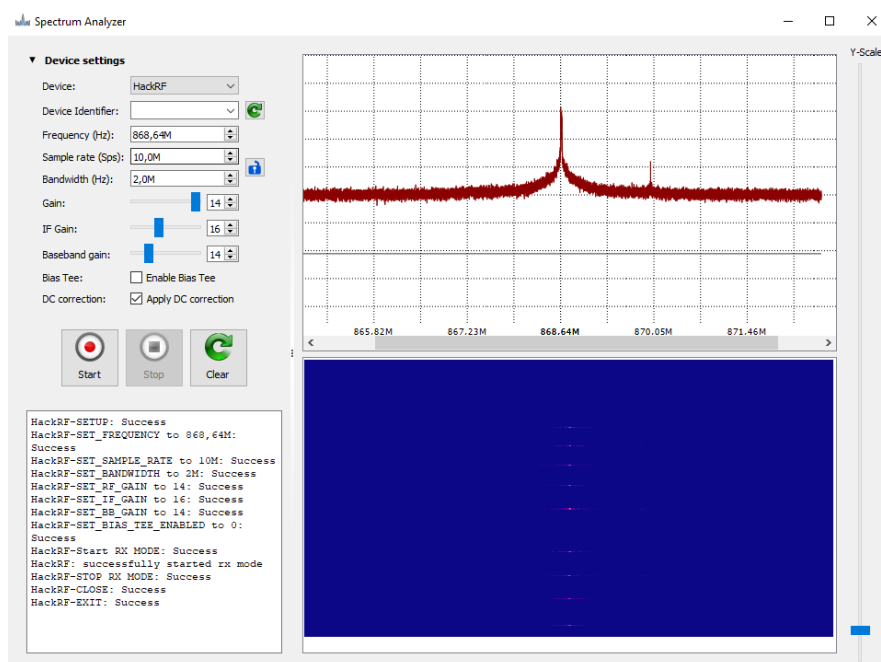 Spectrum Analyzer
Device settings
Device: HackRF
Device Identifier:
Frequency (Hz): 868,64M
Sample rate (Sps): 10,0M
Bandwidth (Hz): 2,0M
Gain: 14
IF Gain: 16
Baseband gain: 14
Bias Tee: Enable Bias Tee
DC correction: Apply DC correction
Start Stop Clear
HackRF-SETUP: Success
HackRF-SET_FREQUENCY to 868,64M:
Success
HackRF-SET_SAMPLE_RATE to 10M: Success
HackRF-SET_BANDWIDTH to 2M: Success
HackRF-SET_RF_GAIN to 14: Success
HackRF-SET_IF_GAIN to 16: Success
HackRF-SET_BB_GAIN to 14: Success
HackRF-SET_BIAS_TEE_ENABLED to 0:
Success
HackRF-Start RX MODE: Success
HackRF: successfully started rx mode
HackRF-STOP RX MODE: Success
HackRF-CLOSE: Success
HackRF-EXIT: Success
865.82M 867.23M 868.64M 870.05M 871.46M
Y-Scale